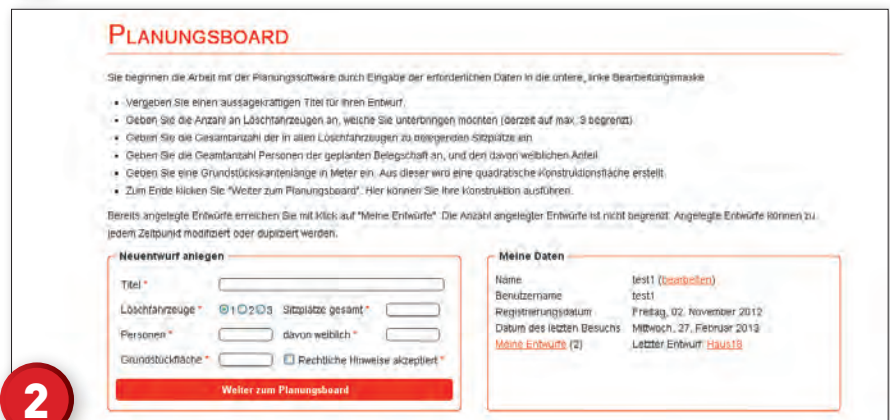 PLANUNGSBOARD
Sie beginnen die Arbeit mit der Planungssoftware durch Eingabe der erforderlichen Daten in die untere, linke Bearbeitungsmaske
• Vergeben Sie einen aussagekräftigen Titel für Ihren Entwurf.
• Geben Sie die Anzahl an Löschfahrzeugen an, welche Sie unterbringen möchten (derzeit auf max. 3 begrenzt)
• Geben Sie die Gesamtanzahl der in allen Löschfahrzeugen zu belegenden Sitzplätze ein
• Geben Sie die Geamtanzahl Personen der geplanten Belegschaft an, und den davon weiblichen Anteil
• Geben Sie eine Grundstückskantenlänge in Meter ein. Aus dieser wird eine quadratische Konstruktionsfläche erstellt
• Zum Ende klicken Sie "Weiter zum Planungsboard". Hier können Sie Ihre Konstruktion ausführen.
Bereits angelegte Entwürfe erreichen Sie mit Klick auf "Meine Entwürfe". Die Anzahl angelegter Entwürfe ist nicht begrenzt. Angelegte Entwürfe können zu
jedem Zeitpunkt modifiziert oder dupliziert werden.
Neuentwurf anlegen
Titel *
Löschfahrzeuge * 1 2 3 Sitzplätze gesamt *
Personen * davon weiblich *
Grundstückfläche * Rechtliche Hinweise akzeptiert *
Weiter zum Planungsboard
Meine Daten
Name test1 (bearbeiten)
Benutzername test1
Registrierungsdatum Freitag, 02. November 2012
Datum des letzten Besuchs Mittwoch, 27. Februar 2013
Meine Entwürfe (2) Letzter Entwurf: Haus18
2